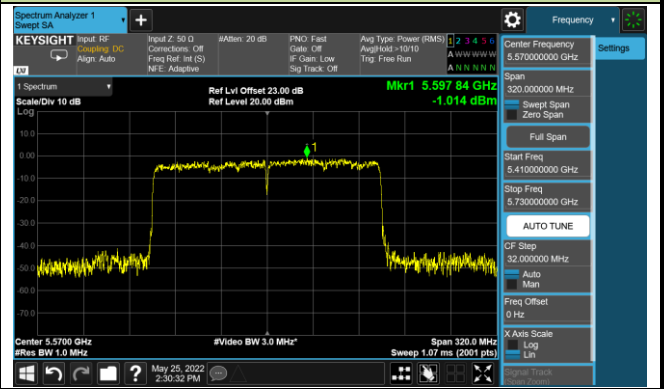 Spectrum Analyzer 1
Swept SA
Frequency
KEYSIGHT
Input: RF
Coupling: DC
Align: Auto
Input Z: 50 Ω
Corrections: Off
Freq Ref: Int (S)
NFE: Adaptive
#Atten: 20 dB
PNO: Fast
Gate: Off
IF Gain: Low
Sig Track: Off
Avg Type: Power (RMS)
Avg|Hold:>10/10
Trig: Free Run
1 2 3 4 5 6
A W W W W W
A N N N N N
LXI
1 Spectrum
Scale/Div 10 dB
Log
Ref Lvl Offset 23.00 dB
Ref Level 20.00 dBm
Mkr1 5.597 84 GHz
-1.014 dBm
10.0
0.00
-10.0
-20.0
-30.0
-40.0
-50.0
-60.0
-70.0
1
Center 5.5700 GHz
#Res BW 1.0 MHz
#Video BW 3.0 MHz*
Span 320.0 MHz
Sweep 1.07 ms (2001 pts)
May 25, 2022
2:30:32 PM
Center Frequency
5.570000000 GHz
Span
320.000000 MHz
Swept Span
Zero Span
Full Span
Start Freq
5.410000000 GHz
Stop Freq
5.730000000 GHz
AUTO TUNE
CF Step
32.000000 MHz
Auto
Man
Freq Offset
0 Hz
X Axis Scale
Log
Lin
Signal Track
(Span Zoom)
Settings